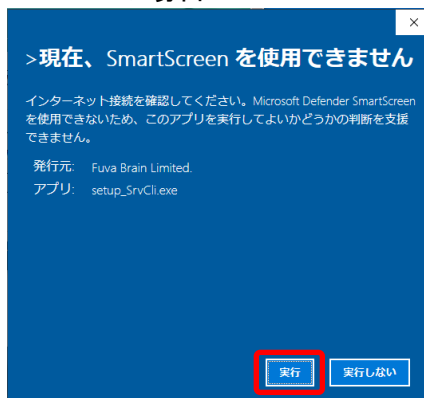 ×
>現在、SmartScreen を使用できません
インターネット接続を確認してください。Microsoft Defender SmartScreen
を使用できないため、このアプリを実行してよいかどうかの判断を支援
できません。
発行元: Fuva Brain Limited.
アプリ: setup_SrvCli.exe
実行 実行しない